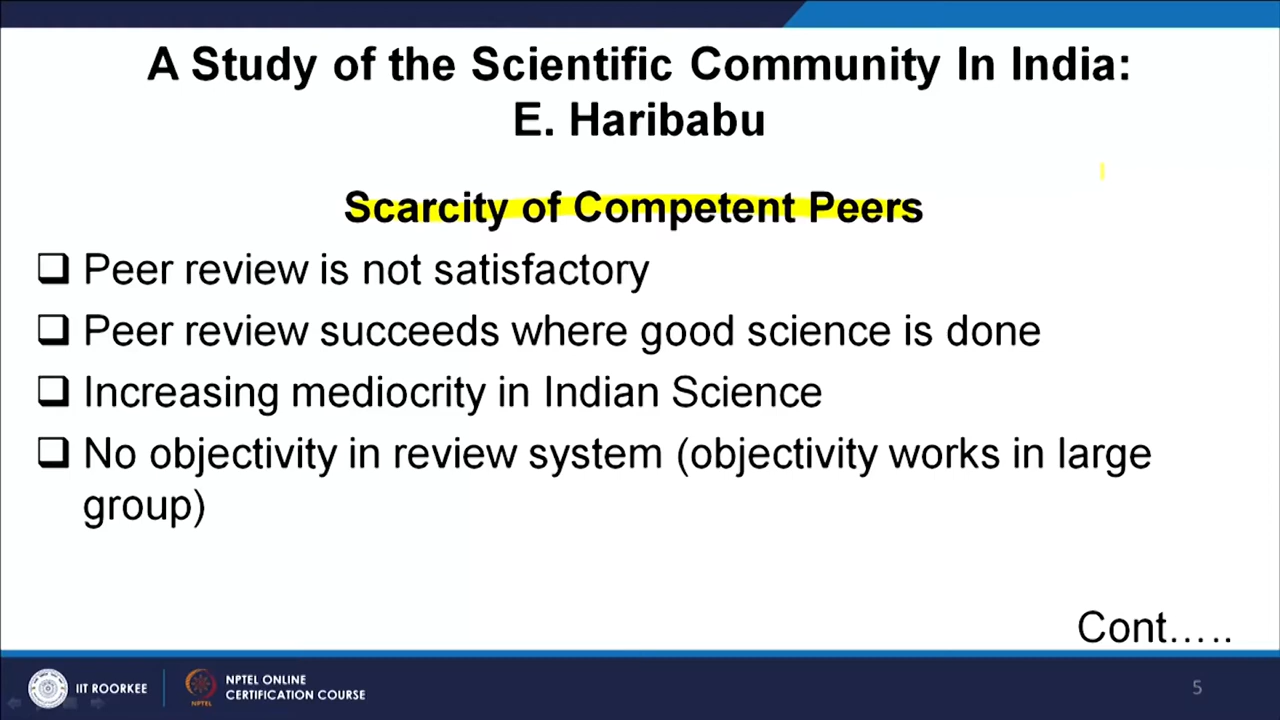 A Study of the Scientific Community In India:
E. Haribabu
Scarcity of Competent Peers
❑ Peer review is not satisfactory
❑ Peer review succeeds where good science is done
❑ Increasing mediocrity in Indian Science
❑ No objectivity in review system (objectivity works in large
group)
Cont.....
IIT ROORKEE
NPTEL
NPTEL ONLINE
CERTIFICATION COURSE
5